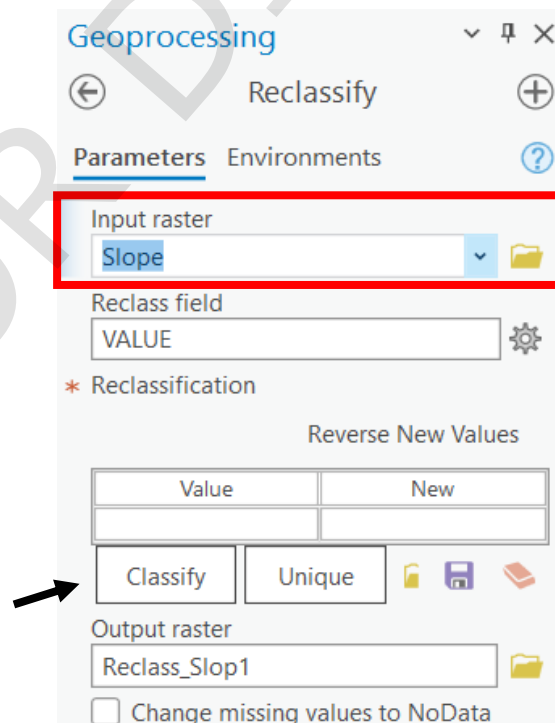 Geoprocessing
Reclassify
Parameters Environments
Input raster
Slope
Reclass field
VALUE
* Reclassification
Reverse New Values
Value New
Classify Unique
Output raster
Reclass_Slop1
Change missing values to NoData